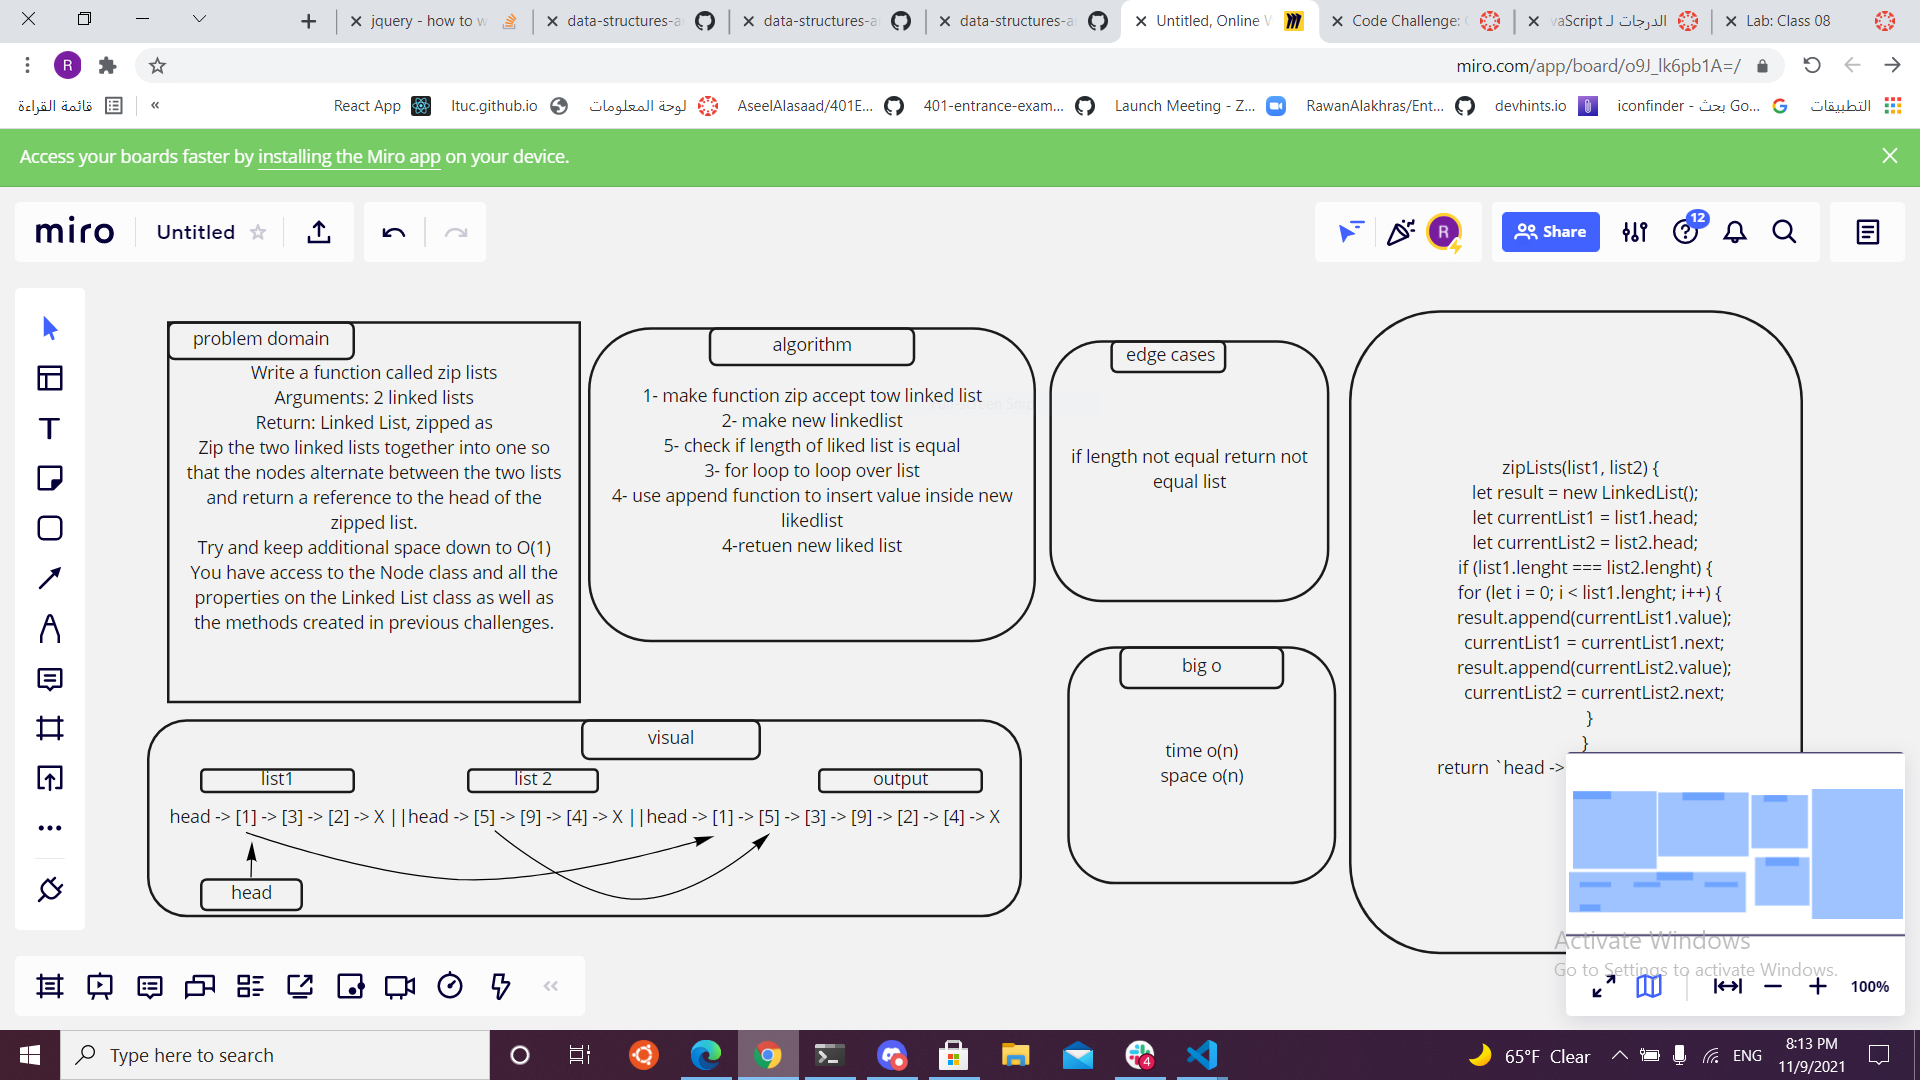 jquery - how to w
data-structures-a
data-structures-a
data-structures-a
Untitled, Online W
Code Challenge:
الدرجات لـ JavaScript
Lab: Class 08
R
miro.com/app/board/o9J_lk6pb1A=/
قائمة القراءة
«
React App
ltuc.github.io
لوحة المعلومات
AseelAlasaad/401E...
401-entrance-exam...
Launch Meeting - Z...
RawanAlakhras/Ent...
devhints.io
iconfinder - بحث Go...
التطبيقات
Access your boards faster by installing the Miro app on your device.
miro
Untitled
R
Share
12
problem domain
Write a function called zip lists
Arguments: 2 linked lists
Return: Linked List, zipped as
Zip the two linked lists together into one so
that the nodes alternate between the two lists
and return a reference to the head of the
zipped list.
Try and keep additional space down to O(1)
You have access to the Node class and all the
properties on the Linked List class as well as
the methods created in previous challenges.
algorithm
1- make function zip accept tow linked list
2- make new linkedlist
5- check if length of liked list is equal
3- for loop to loop over list
4- use append function to insert value inside new
likedlist
4-retuen new liked list
edge cases
if length not equal return not
equal list
big o
time o(n)
space o(n)
zipLists(list1, list2) {
let result = new LinkedList();
let currentList1 = list1.head;
let currentList2 = list2.head;
if (list1.lenght === list2.lenght) {
for (let i = 0; i < list1.lenght; i++) {
result.append(currentList1.value);
currentList1 = currentList1.next;
result.append(currentList2.value);
currentList2 = currentList2.next;
}
}
return `head ->
visual
list1
list 2
output
head -> [1] -> [3] -> [2] -> X ||head -> [5] -> [9] -> [4] -> X ||head -> [1] -> [5] -> [3] -> [9] -> [2] -> [4] -> X
head
Activate Windows
Go to Settings to activate Windows.
100%
Type here to search
4
65°F Clear
ENG
8:13 PM
11/9/2021